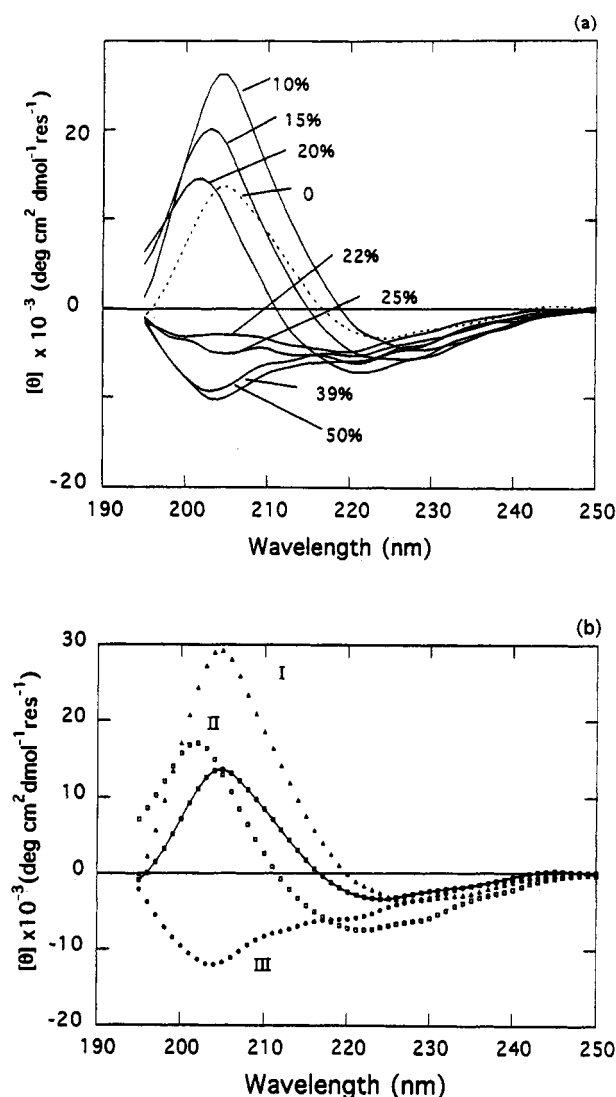 (a)
[θ] x 10⁻³ (deg cm² dmol⁻¹res⁻¹)
20
0
-20
10%
15%
20%
0
22%
25%
39%
50%
190 200 210 220 230 240 250
Wavelength (nm)
(b)
[θ] x10⁻³(deg cm²dmol⁻¹res⁻¹)
30
20
10
0
-10
-20
I
II
III
190 200 210 220 230 240 250
Wavelength (nm)